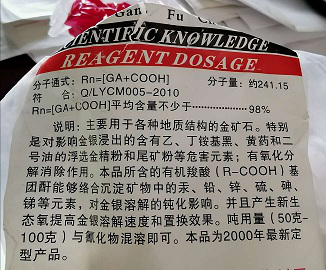 Gant Fu
SCIENTIFIC KNOWLEDGE
REAGENT DOSAGE
分子通式：Rn=[GA+COOH] 分子量：约241.15
符 合：Q/LYCM005-2010
Rn=[GA+COOH]平均含量不少于····················98%
说明：主要用于各种地质结构的金矿石。特别
是对影响金银浸出的含有乙、丁铵基黑、黄药和二
号油的浮选金精粉和尾矿粉等危害元素；有氧化分
解消除作用。本品所含的有机羧酸（R-COOH）基
团酐能够络合沉淀矿物中的汞、铅、锌、硫、砷、
锑等元素，对金银溶解的钝化影响。并且产生新生
态氧提高金银溶解速度和置换效果。吨用量（50克-
100克）与氰化物混溶即可。本品为2000年最新定
型产品。